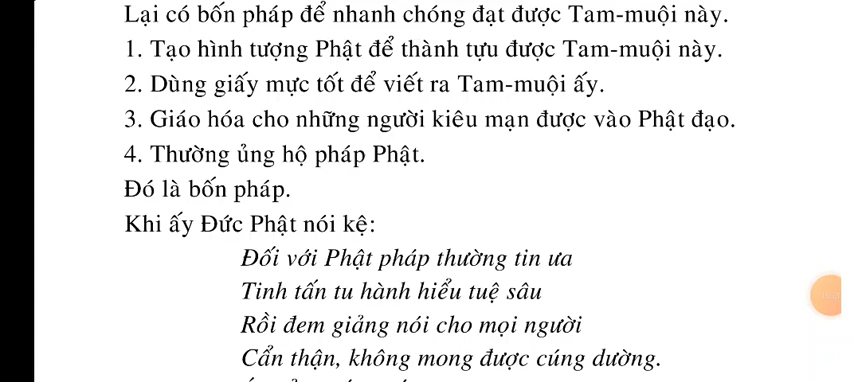 Lại có bốn pháp để nhanh chóng đạt được Tam-muội này.
1. Tạo hình tượng Phật để thành tựu được Tam-muội này.
2. Dùng giấy mực tốt để viết ra Tam-muội ấy.
3. Giáo hóa cho những người kiêu mạn được vào Phật đạo.
4. Thường ủng hộ pháp Phật.
Đó là bốn pháp.
Khi ấy Đức Phật nói kệ:
Đối với Phật pháp thường tin ưa
Tinh tấn tu hành hiểu tuệ sâu
Rồi đem giảng nói cho mọi người
Cẩn thận, không mong được cúng dường.